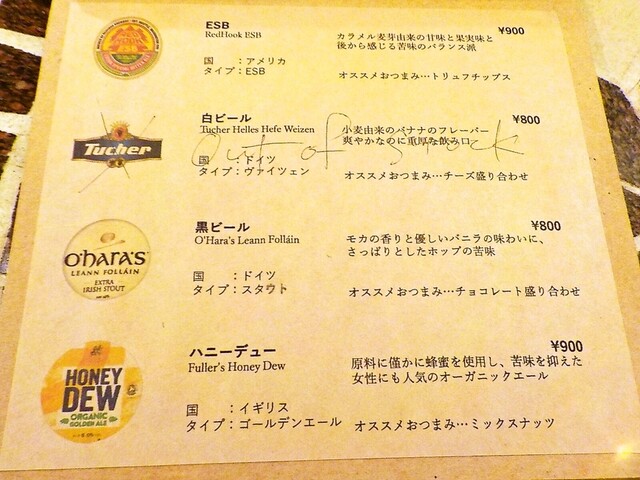 ESB
RedHook ESB
¥900
カラメル麦芽由来の甘味と果実味と
後から感じる苦味のバランス派
国　：アメリカ
タイプ：ESB
オススメおつまみ…トリュフチップス
白ビール
Tucher Helles Hefe Weizen
¥800
小麦由来のバナナのフレーバー
爽やかなのに重厚な飲み口
Tucher
Out of stock
国　：ドイツ
タイプ：ヴァイツェン
オススメおつまみ…チーズ盛り合わせ
黒ビール
O'Hara's Leann Folláin
¥800
モカの香りと優しいバニラの味わいに、
さっぱりとしたホップの苦味
O'HARA'S
LEANN FOLLÁIN
EXTRA
IRISH STOUT
国　：ドイツ
タイプ：スタウト
オススメおつまみ…チョコレート盛り合わせ
ハニーデュー
Fuller's Honey Dew
¥900
原料に僅かに蜂蜜を使用し、苦味を抑えた
女性にも人気のオーガニックエール
HONEY
DEW
ORGANIC
GOLDEN ALE
国　：イギリス
タイプ：ゴールデンエール
オススメおつまみ…ミックスナッツ